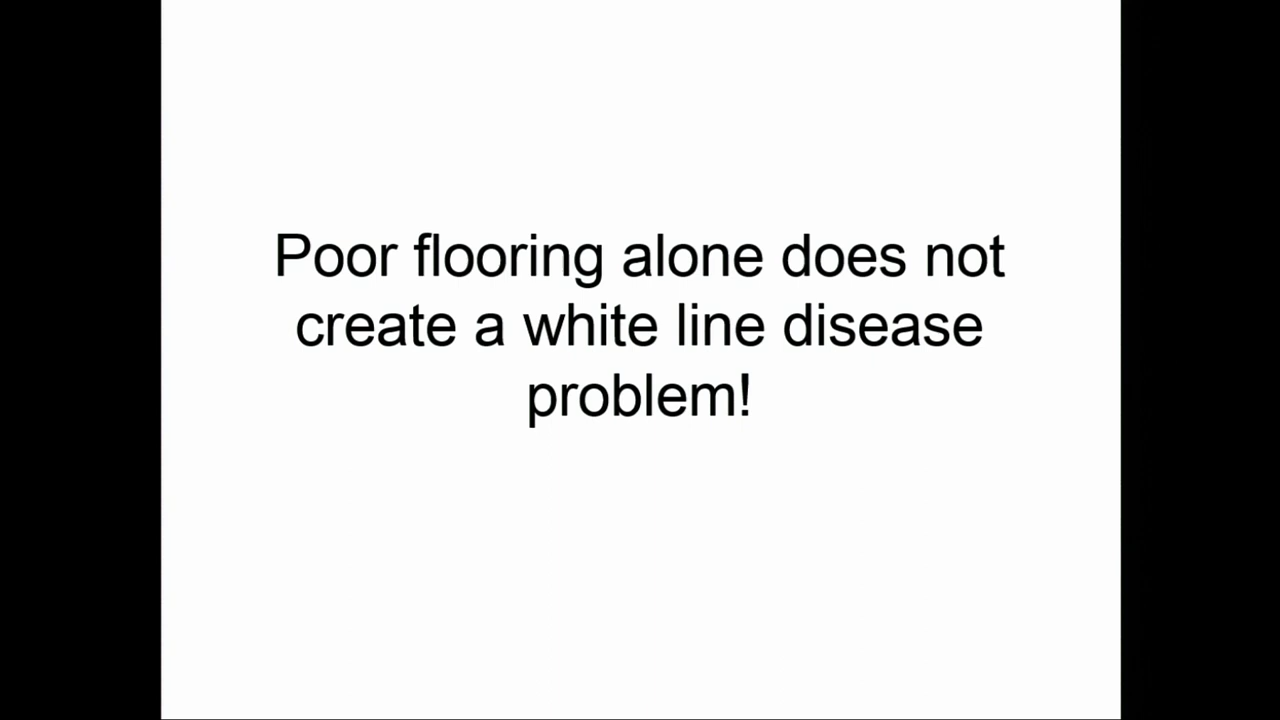 Poor flooring alone does not
create a white line disease
problem!